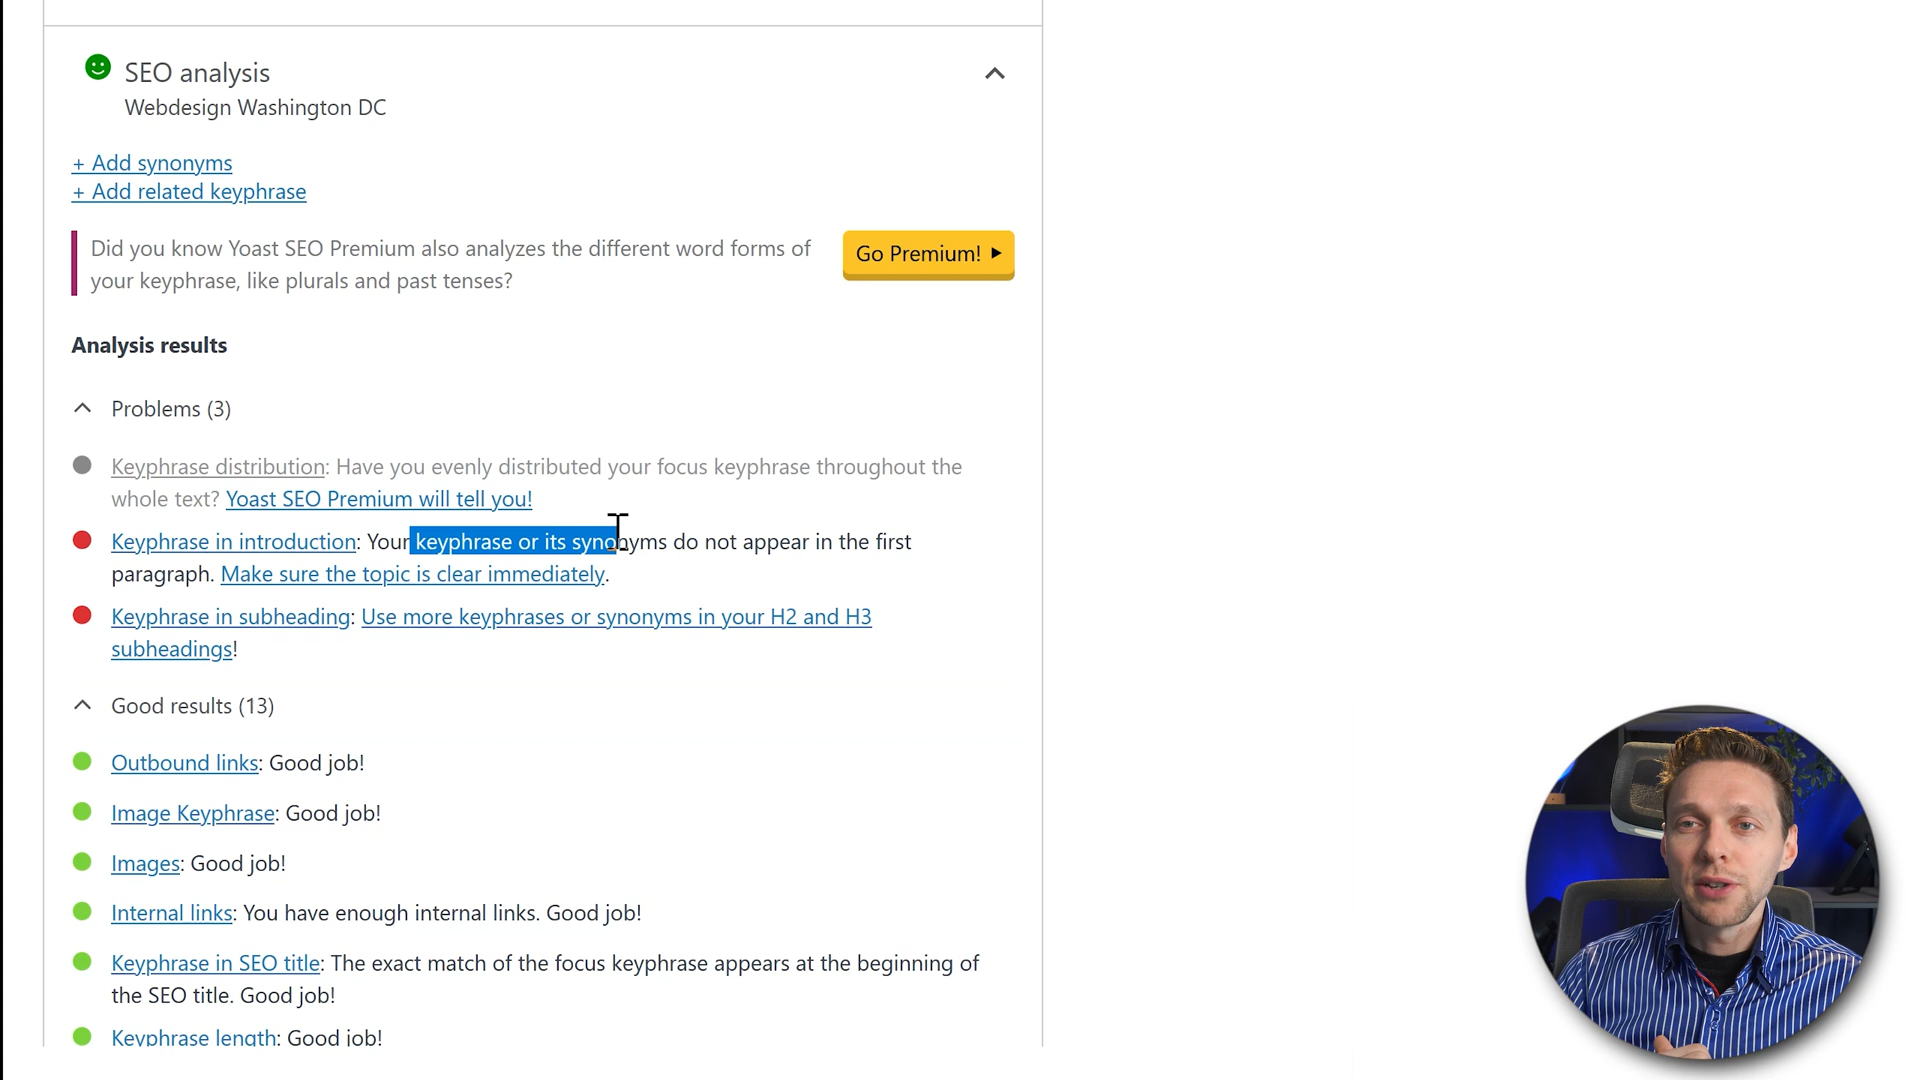 SEO analysis
Webdesign Washington DC
+ Add synonyms
+ Add related keyphrase
Did you know Yoast SEO Premium also analyzes the different word forms of
your keyphrase, like plurals and past tenses?
Go Premium!
Analysis results
Problems (3)
Keyphrase distribution: Have you evenly distributed your focus keyphrase throughout the
whole text? Yoast SEO Premium will tell you!
Keyphrase in introduction: Your keyphrase or its synonyms do not appear in the first
paragraph. Make sure the topic is clear immediately.
Keyphrase in subheading: Use more keyphrases or synonyms in your H2 and H3
subheadings!
Good results (13)
Outbound links: Good job!
Image Keyphrase: Good job!
Images: Good job!
Internal links: You have enough internal links. Good job!
Keyphrase in SEO title: The exact match of the focus keyphrase appears at the beginning of
the SEO title. Good job!
Keyphrase length: Good job!